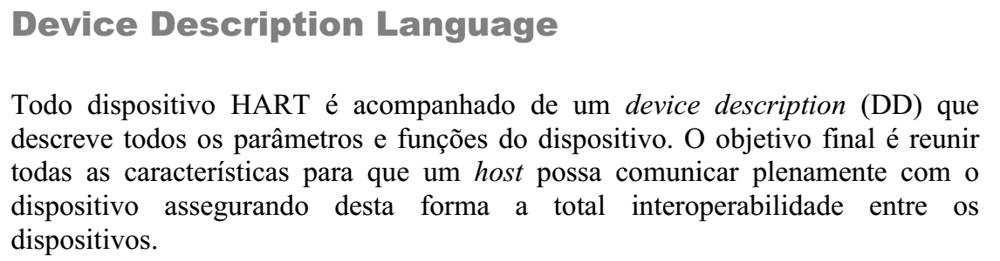 Device Description Language
Todo dispositivo HART é acompanhado de um device description (DD) que
descreve todos os parâmetros e funções do dispositivo. O objetivo final é reunir
todas as características para que um host possa comunicar plenamente com o
dispositivo assegurando desta forma a total interoperabilidade entre os
dispositivos.